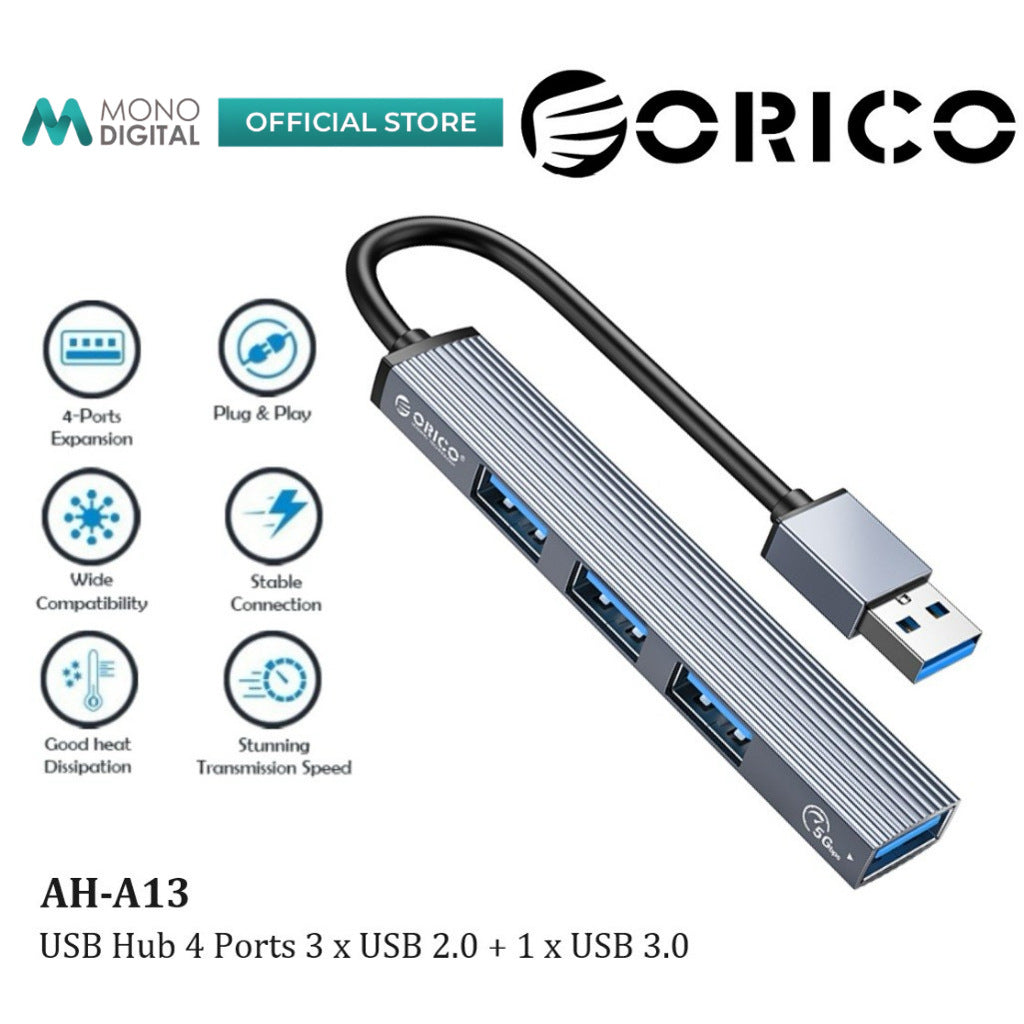 MONO
DIGITAL
OFFICIAL STORE
ORICO
4-Ports
Expansion
Plug & Play
Wide
Compatibility
Stable
Connection
Good heat
Dissipation
Stunning
Transmission Speed
ORICO®
5Gbps
AH-A13
USB Hub 4 Ports 3 x USB 2.0 + 1 x USB 3.0